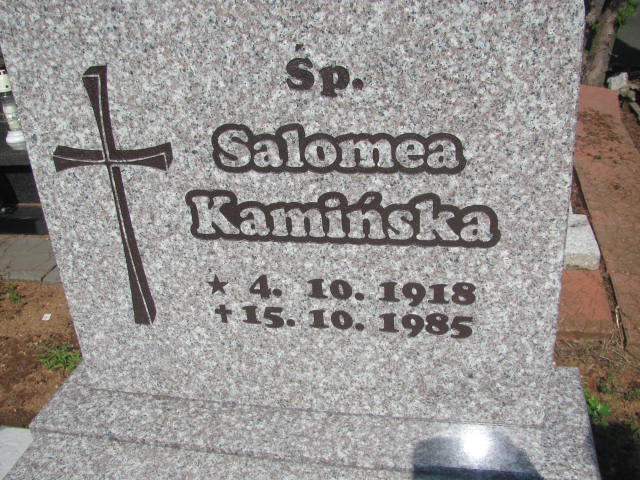 Śp.
Salomea
Kamińska
★ 4. 10. 1918
✝ 15. 10. 1985